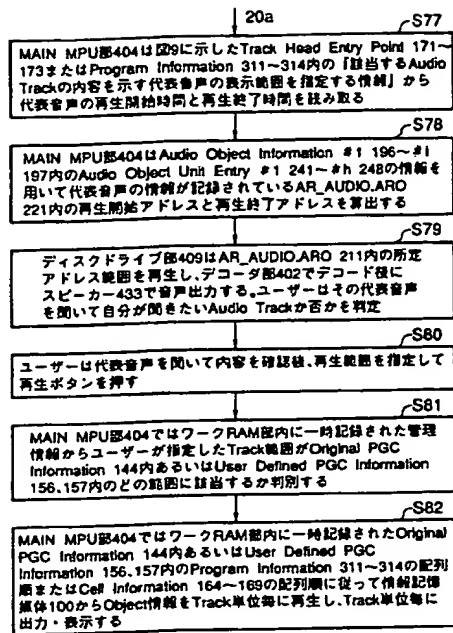 20a
S77
MAIN MPU部404は図9に示したTrack Head Entry Point 171～
173またはProgram Information 311～314内の「該当するAudio
Trackの内容を示す代表音声の表示範囲を指定する情報」から
代表音声の再生開始時間と再生終了時間を読み取る
S78
MAIN MPU部404はAudio Object Information #1 196～#i
197内のAudio Object Unit Entry #1 241～#h 248の情報を
用いて代表音声の情報が記録されているAR_AUDIO.ARO
221内の再生開始アドレスと再生終了アドレスを算出する
S79
ディスクドライブ部409はAR_AUDIO.ARO 211内の所定
アドレス範囲を再生し、デコーダ部402でデコード後に
スピーカー433で音声出力する。ユーザーはその代表音声
を聞いて自分が聞きたいAudio Trackか否かを判定
S80
ユーザーは代表音声を聞いて内容を確認後、再生範囲を指定して
再生ボタンを押す
S81
MAIN MPU部404ではワークRAM部内に一時記録された管理
情報からユーザーが指定したTrack範囲がOriginal PGC
Information 144内あるいはUser Defined PGC Information
156,157内のどの範囲に該当するか判別する
S82
MAIN MPU部404ではワークRAM部内に一時記録されたOriginal
PGC Information 144内あるいはUser Defined PGC
Information 156,157内のProgram Information 311～314の配列
順またはCell Information 164～169の配列順に従って情報記憶
媒体100からObject情報をTrack単位毎に再生し、Track単位毎に
出力・表示する